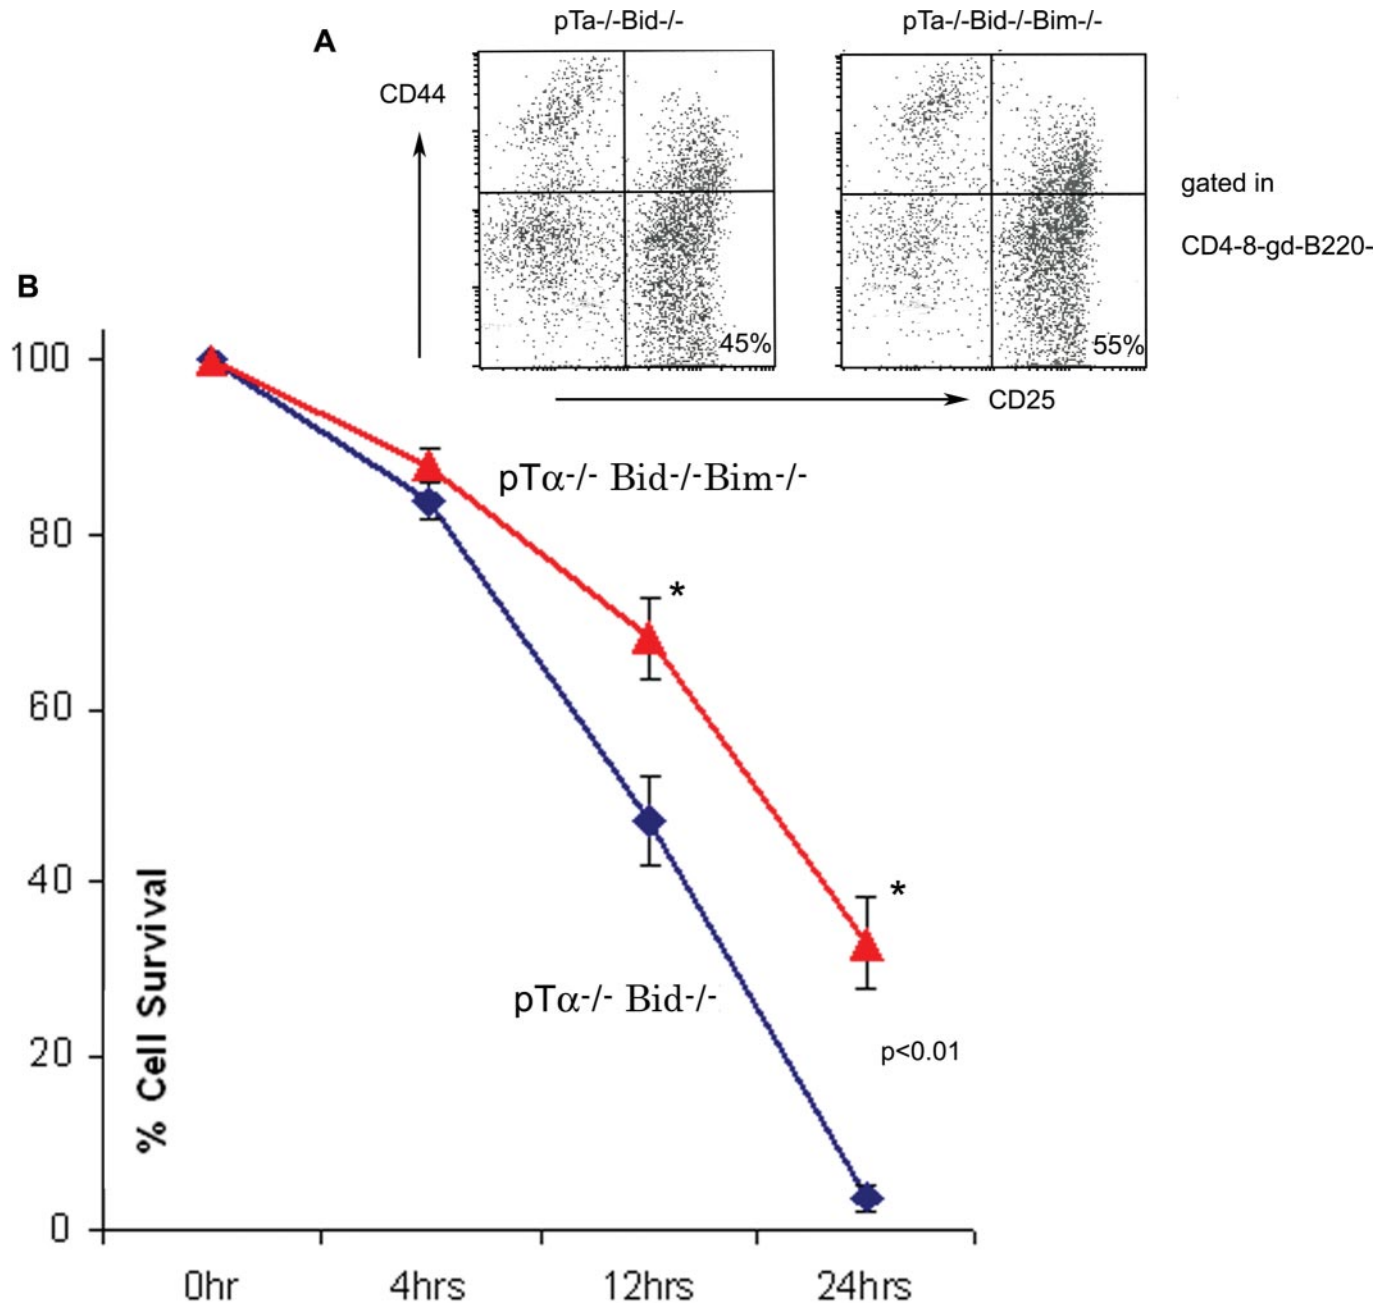 A
pTa-/-Bid-/-
pTa-/-Bid-/-Bim-/-
CD44
gated in
CD4-8-gd-B220-
45%
55%
CD25
B
100
80
60
40
20
0
% Cell Survival
pTα-/- Bid-/-Bim-/-
*
*
pTα-/- Bid-/-
p<0.01
0hr
4hrs
12hrs
24hrs